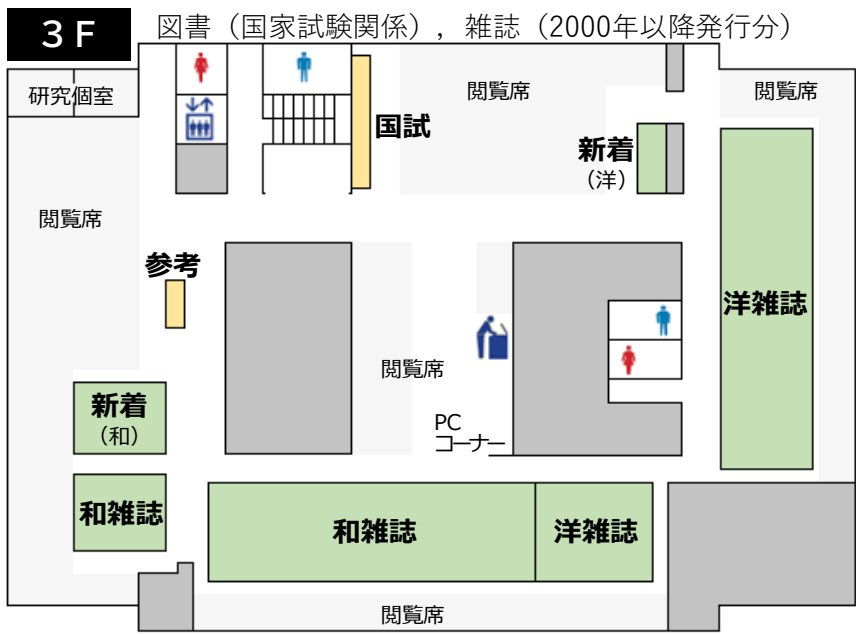 3F
図書（国家試験関係），雑誌（2000年以降発行分）
研究個室
国試
閲覧席
新着
（洋）
閲覧席
閲覧席
参考
洋雑誌
閲覧席
新着
（和）
PC
コーナー
和雑誌
和雑誌
洋雑誌
閲覧席